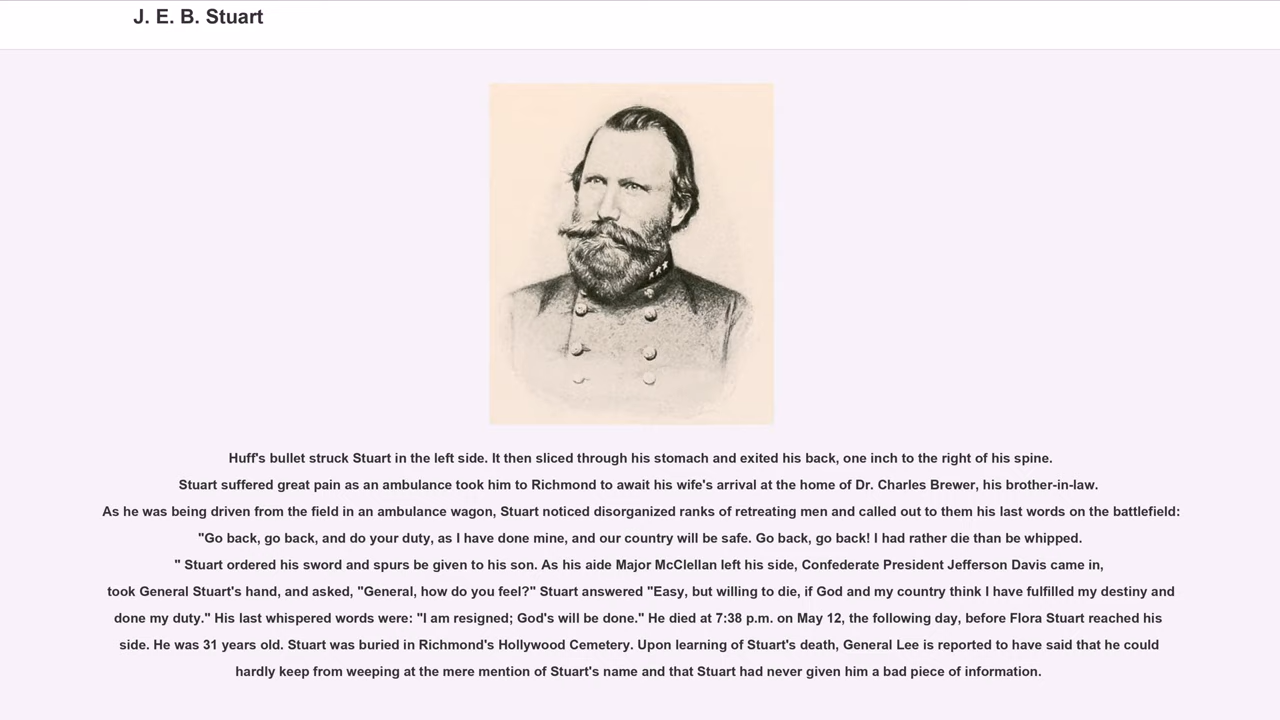 J. E. B. Stuart
Huff's bullet struck Stuart in the left side. It then sliced through his stomach and exited his back, one inch to the right of his spine.
Stuart suffered great pain as an ambulance took him to Richmond to await his wife's arrival at the home of Dr. Charles Brewer, his brother-in-law.
As he was being driven from the field in an ambulance wagon, Stuart noticed disorganized ranks of retreating men and called out to them his last words on the battlefield:
"Go back, go back, and do your duty, as I have done mine, and our country will be safe. Go back, go back! I had rather die than be whipped.
" Stuart ordered his sword and spurs be given to his son. As his aide Major McClellan left his side, Confederate President Jefferson Davis came in,
took General Stuart's hand, and asked, "General, how do you feel?" Stuart answered "Easy, but willing to die, if God and my country think I have fulfilled my destiny and
done my duty." His last whispered words were: "I am resigned; God's will be done." He died at 7:38 p.m. on May 12, the following day, before Flora Stuart reached his
side. He was 31 years old. Stuart was buried in Richmond's Hollywood Cemetery. Upon learning of Stuart's death, General Lee is reported to have said that he could
hardly keep from weeping at the mere mention of Stuart's name and that Stuart had never given him a bad piece of information.